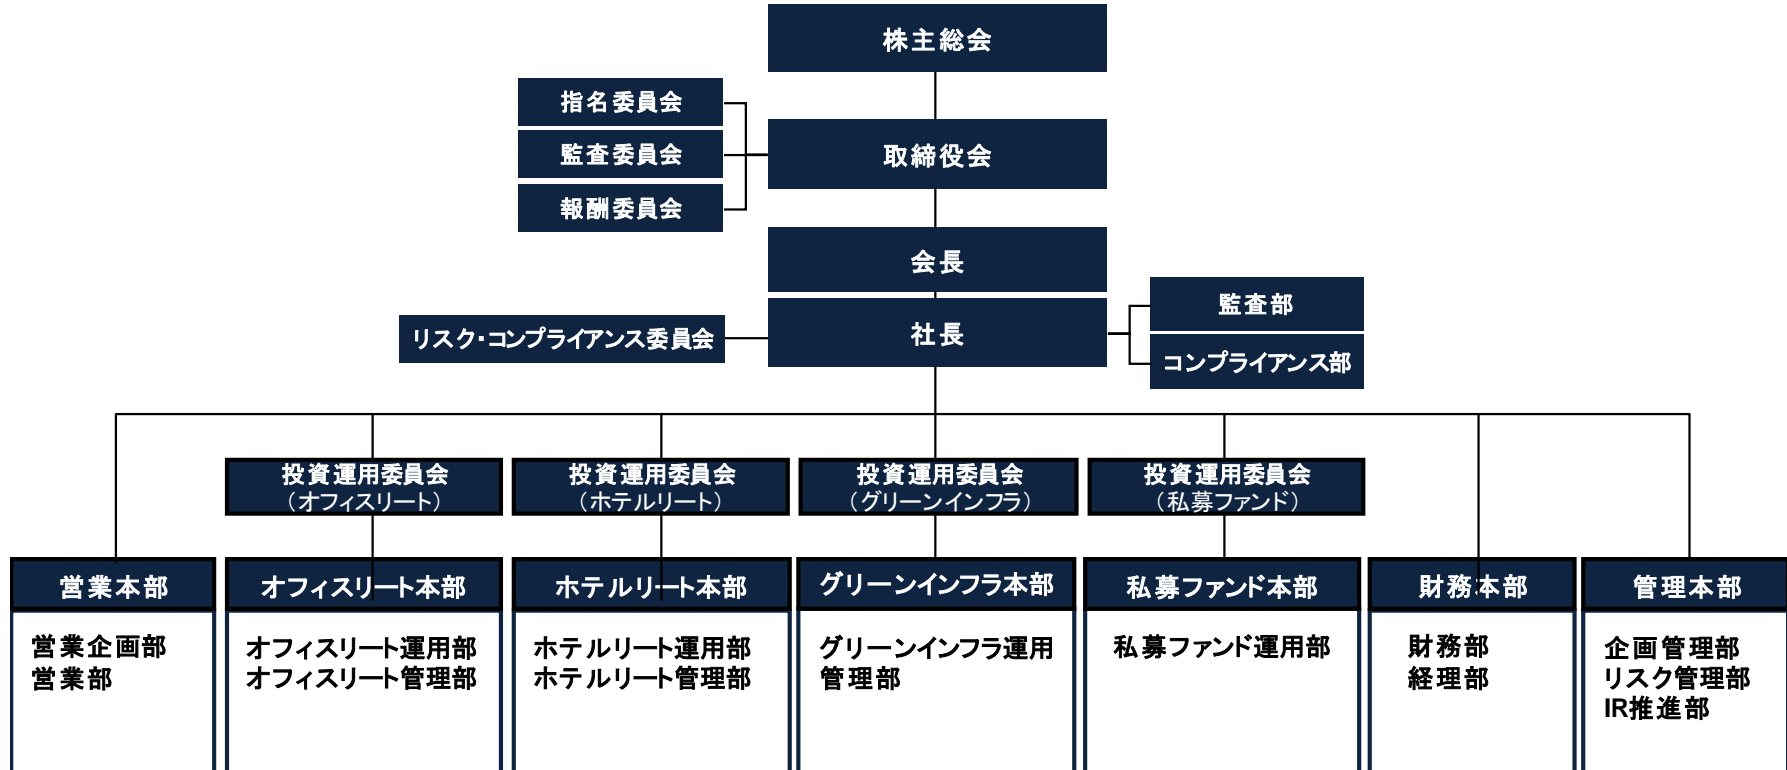 株主総会
指名委員会
監査委員会
報酬委員会
取締役会
会長
社長
リスク・コンプライアンス委員会
監査部
コンプライアンス部
投資運用委員会
（オフィスリート）
投資運用委員会
（ホテルリート）
投資運用委員会
（グリーンインフラ）
投資運用委員会
（私募ファンド）
営業本部
営業企画部
営業部
オフィスリート本部
オフィスリート運用部
オフィスリート管理部
ホテルリート本部
ホテルリート運用部
ホテルリート管理部
グリーンインフラ本部
グリーンインフラ運用
管理部
私募ファンド本部
私募ファンド運用部
財務本部
財務部
経理部
管理本部
企画管理部
リスク管理部
IR推進部